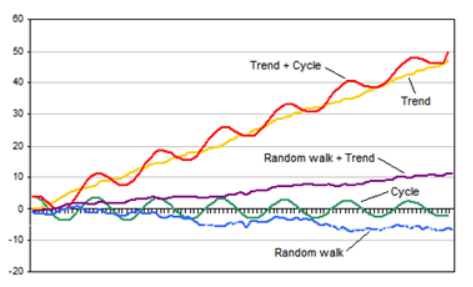 60
50
40
30
20
10
0
-10
-20
Trend + Cycle
Trend
Random walk + Trend
Cycle
Random walk